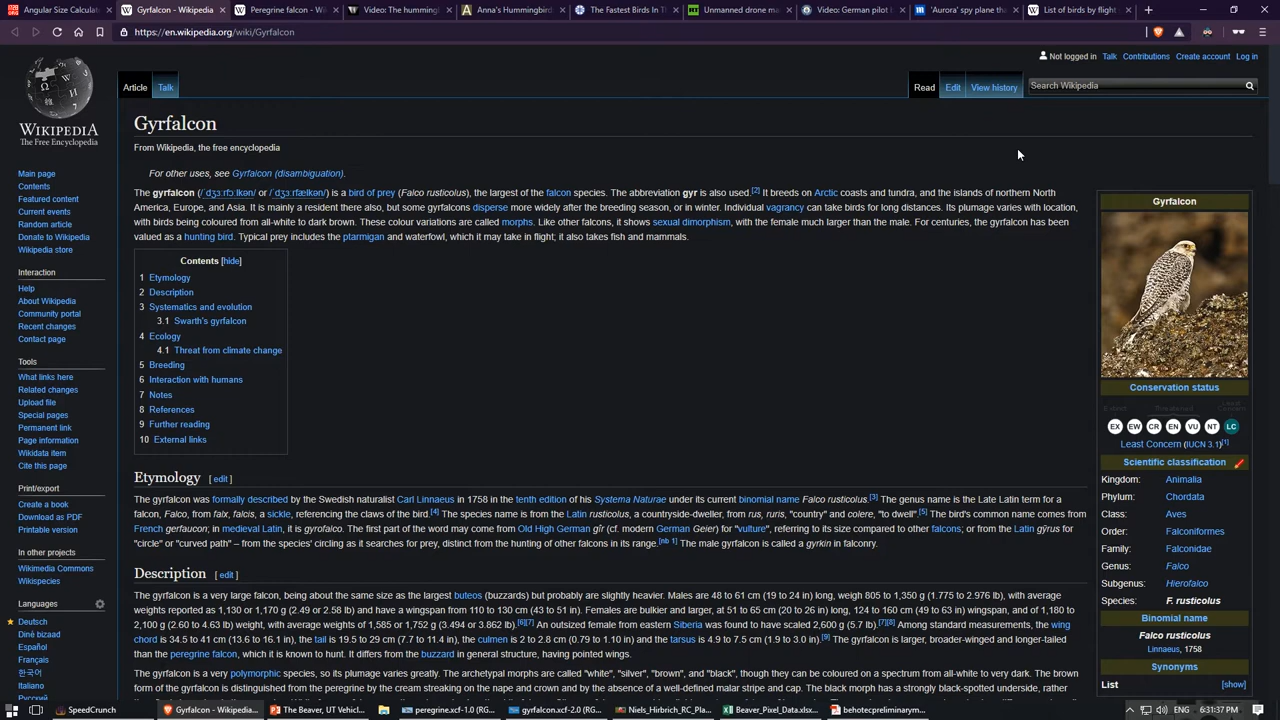 Angular Size Calculat
Gyrfalcon - Wikipedia
Peregrine falcon - Wi
Video: The humming
Anna's Hummingbird
The Fastest Birds In Th
Unmanned drone ma
Video: German pilot b
'Aurora' spy plane tha
List of birds by flight
https://en.wikipedia.org/wiki/Gyrfalcon
Not logged in Talk Contributions Create account Log in
Article Talk Read Edit View history Search Wikipedia
WIKIPEDIA
The Free Encyclopedia
Main page
Contents
Featured content
Current events
Random article
Donate to Wikipedia
Wikipedia store
Interaction
Help
About Wikipedia
Community portal
Recent changes
Contact page
Tools
What links here
Related changes
Upload file
Special pages
Permanent link
Page information
Wikidata item
Cite this page
Print/export
Create a book
Download as PDF
Printable version
In other projects
Wikimedia Commons
Wikispecies
Languages
Deutsch
Diné bizaad
Español
Français
한국어
Italiano
Русский
Gyrfalcon
From Wikipedia, the free encyclopedia
For other uses, see Gyrfalcon (disambiguation).
The gyrfalcon (/ˈdʒɜːrfɔːlkən/ or /ˈdʒɜːrfælkən/) is a bird of prey (Falco rusticolus), the largest of the falcon species. The abbreviation gyr is also used.[2] It breeds on Arctic coasts and tundra, and the islands of northern North
America, Europe, and Asia. It is mainly a resident there also, but some gyrfalcons disperse more widely after the breeding season, or in winter. Individual vagrancy can take birds for long distances. Its plumage varies with location,
with birds being coloured from all-white to dark brown. These colour variations are called morphs. Like other falcons, it shows sexual dimorphism, with the female much larger than the male. For centuries, the gyrfalcon has been
valued as a hunting bird. Typical prey includes the ptarmigan and waterfowl, which it may take in flight; it also takes fish and mammals.
Contents [hide]
1 Etymology
2 Description
3 Systematics and evolution
3.1 Swarth's gyrfalcon
4 Ecology
4.1 Threat from climate change
5 Breeding
6 Interaction with humans
7 Notes
8 References
9 Further reading
10 External links
Etymology [ edit ]
The gyrfalcon was formally described by the Swedish naturalist Carl Linnaeus in 1758 in the tenth edition of his Systema Naturae under its current binomial name Falco rusticolus.[3] The genus name is the Late Latin term for a
falcon, Falco, from falx, falcis, a sickle, referencing the claws of the bird.[4] The species name is from the Latin rusticolus, a countryside-dweller, from rus, ruris, "country" and colere, "to dwell".[5] The bird's common name comes from
French gerfaucon; in medieval Latin, it is gyrofalco. The first part of the word may come from Old High German gîr (cf. modern German Geier) for "vulture", referring to its size compared to other falcons; or from the Latin gȳrus for
"circle" or "curved path" – from the species' circling as it searches for prey, distinct from the hunting of other falcons in its range.[nb 1] The male gyrfalcon is called a gyrkin in falconry.
Description [ edit ]
The gyrfalcon is a very large falcon, being about the same size as the largest buteos (buzzards) but probably are slightly heavier. Males are 48 to 61 cm (19 to 24 in) long, weigh 805 to 1,350 g (1.775 to 2.976 lb), with average
weights reported as 1,130 or 1,170 g (2.49 or 2.58 lb) and have a wingspan from 110 to 130 cm (43 to 51 in). Females are bulkier and larger, at 51 to 65 cm (20 to 26 in) long, 124 to 160 cm (49 to 63 in) wingspan, and of 1,180 to
2,100 g (2.60 to 4.63 lb) weight, with average weights of 1,585 or 1,752 g (3.494 or 3.862 lb).[6][7] An outsized female from eastern Siberia was found to have scaled 2,600 g (5.7 lb).[7][8] Among standard measurements, the wing
chord is 34.5 to 41 cm (13.6 to 16.1 in), the tail is 19.5 to 29 cm (7.7 to 11.4 in), the culmen is 2 to 2.8 cm (0.79 to 1.10 in) and the tarsus is 4.9 to 7.5 cm (1.9 to 3.0 in).[9] The gyrfalcon is larger, broader-winged and longer-tailed
than the peregrine falcon, which it is known to hunt. It differs from the buzzard in general structure, having pointed wings.
The gyrfalcon is a very polymorphic species, so its plumage varies greatly. The archetypal morphs are called "white", "silver", "brown", and "black", though they can be coloured on a spectrum from all-white to very dark. The brown
form of the gyrfalcon is distinguished from the peregrine by the cream streaking on its nape and crown and by the absence of a well-defined malar stripe and cap. The black morph has a strongly black-spotted underside, rather
Gyrfalcon
Conservation status
EX EW CR EN VU NT LC
Least Concern (IUCN 3.1)[1]
Scientific classification
Kingdom: Animalia
Phylum: Chordata
Class: Aves
Order: Falconiformes
Family: Falconidae
Genus: Falco
Subgenus: Hierofalco
Species: F. rusticolus
Binomial name
Falco rusticolus
Linnaeus, 1758
Synonyms
List [show]
SpeedCrunch
Gyrfalcon - Wikipedia...
The Beaver, UT Vehicl...
peregrine.xcf-1.0 (RG...
gyrfalcon.xcf-2.0 (RG...
Niels_Hirbrich_RC_Plan...
Beaver_Pixel_Data.xlsx...
behotecpreliminarym...
ENG 6:31:37 PM